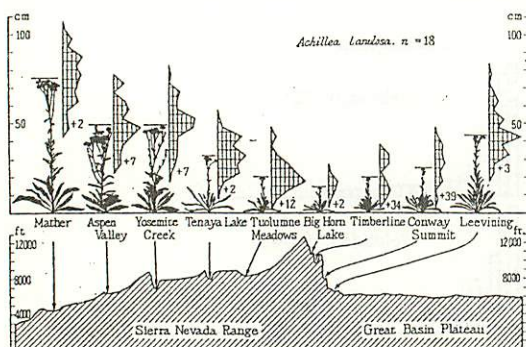 cm
cm
100
100
Achillea lanulosa. n = 18
50
50
+2
+7
+7
+2
+12
+2
+34
+39
+3
Mather
Aspen Valley
Yosemite Creek
Tenaya Lake
Tuolumne Meadows
Big Horn Lake
Timberline
Conway Summit
Leevining
ft.
ft
12000
12000
8000
8000
4000
4000
Sierra Nevada Range
Great Basin Plateau